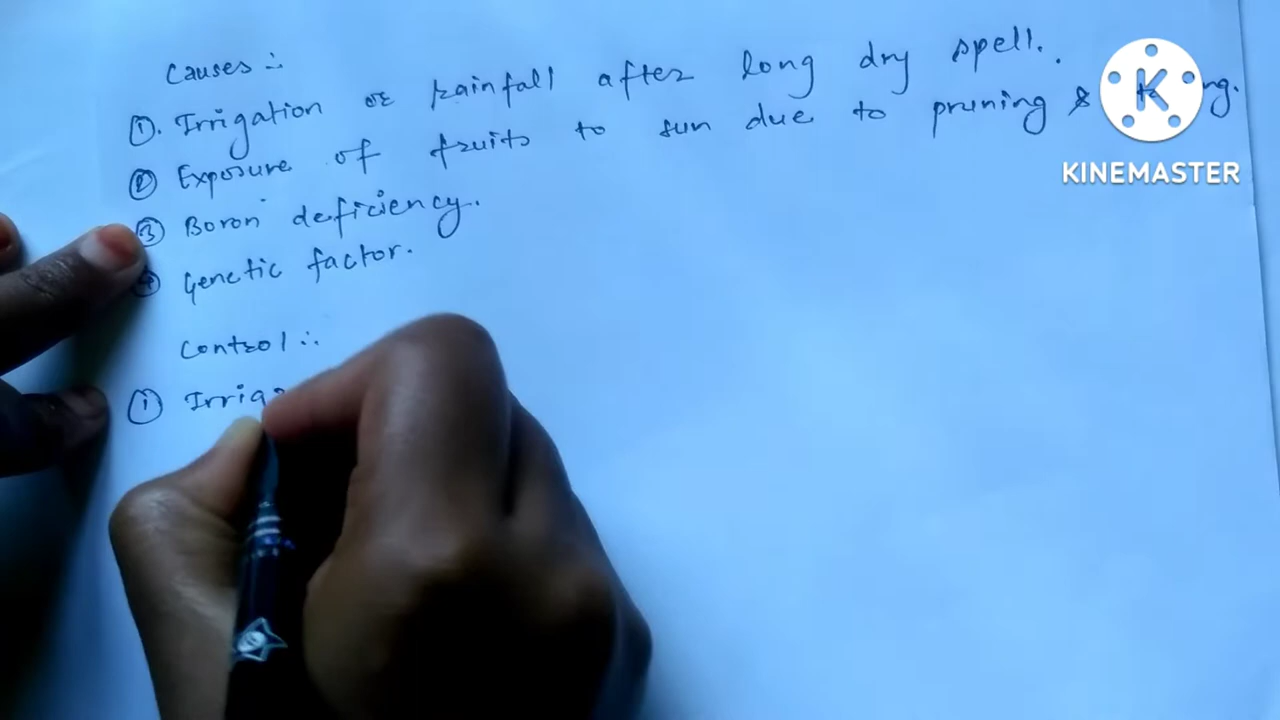 Causes :-
①. Irrigation or rainfall after long dry spell.
② Exposure of fruits to sun due to pruning &
③ Boron deficiency.
④ Genetic factor.
Control :-
① Irriga
KINEMASTER